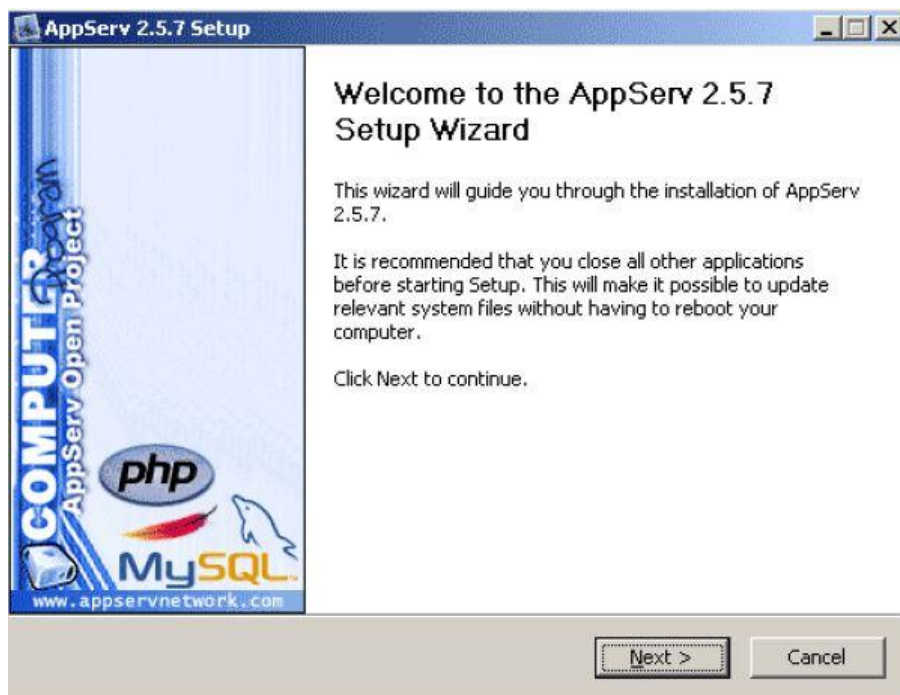 AppServ 2.5.7 Setup
Welcome to the AppServ 2.5.7
Setup Wizard
This wizard will guide you through the installation of AppServ
2.5.7.
It is recommended that you close all other applications
before starting Setup. This will make it possible to update
relevant system files without having to reboot your
computer.
Click Next to continue.
COMPUTER
Program
AppServ Open Project
php
MySQL
www.appservnetwork.com
Next >
Cancel